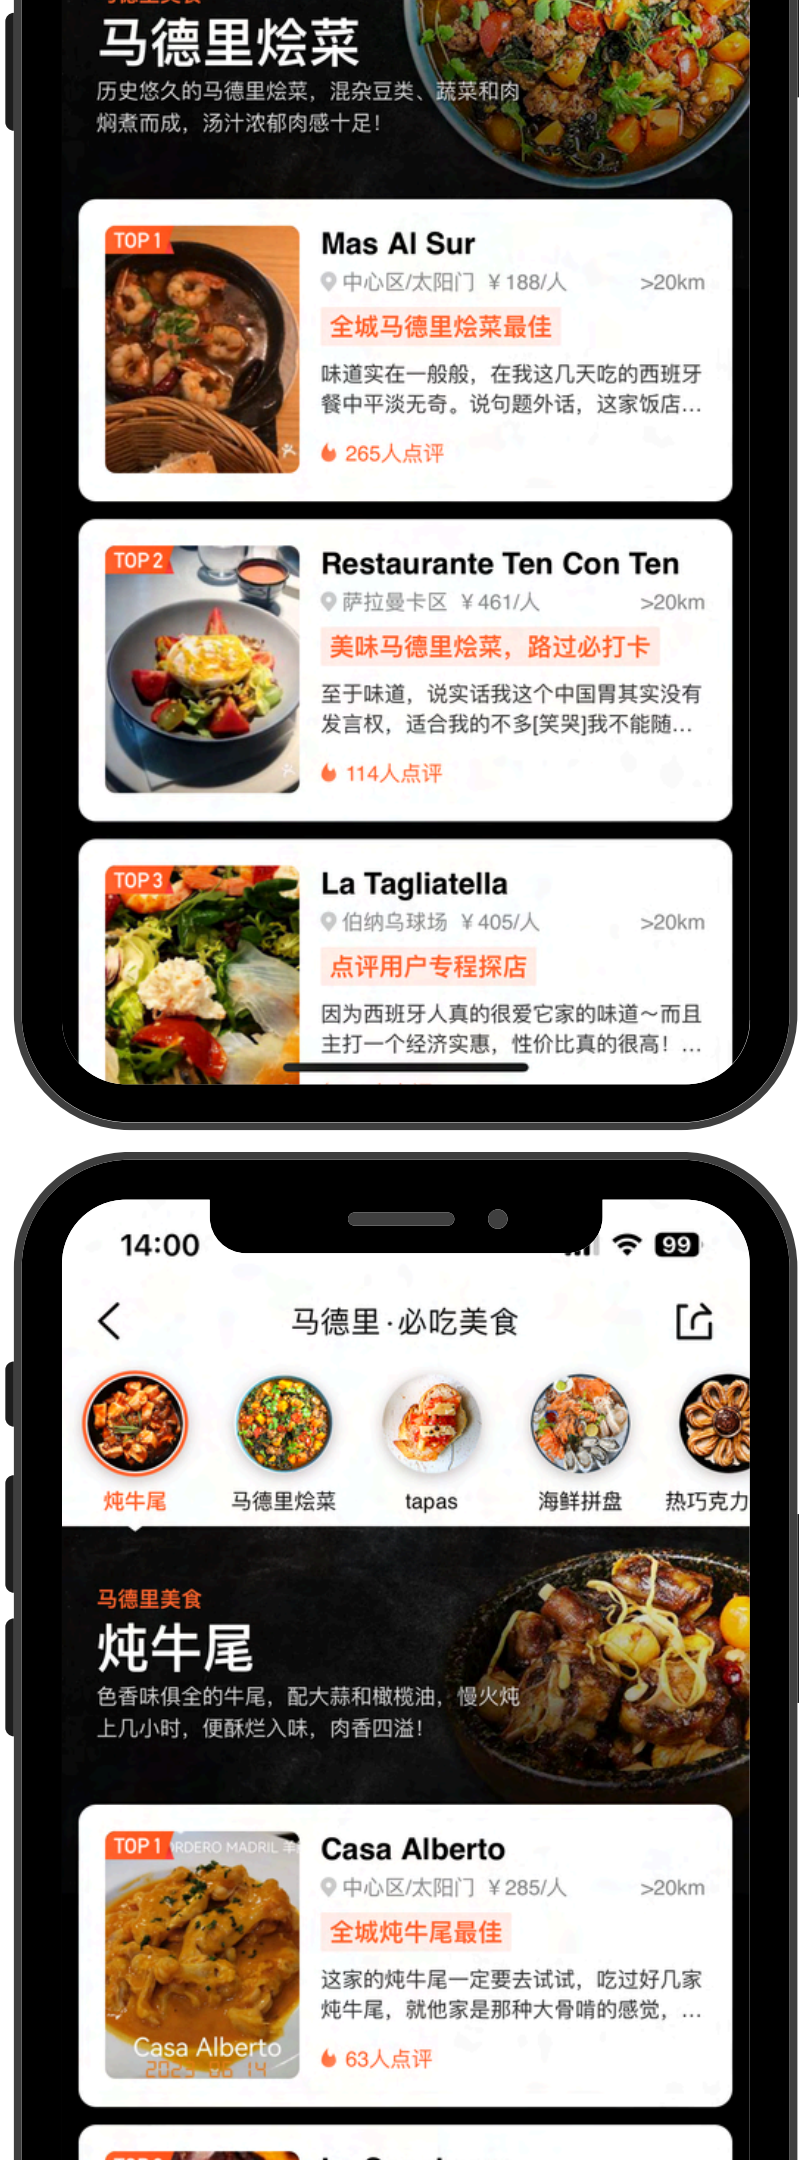 马德里美食
马德里烩菜
历史悠久的马德里烩菜，混杂豆类、蔬菜和肉
焖煮而成，汤汁浓郁肉感十足！
TOP 1
Mas Al Sur
中心区/太阳门 ¥188/人 >20km
全城马德里烩菜最佳
味道实在一般般，在我这几天吃的西班牙
餐中平淡无奇。说句题外话，这家饭店...
265人点评
TOP 2
Restaurante Ten Con Ten
萨拉曼卡区 ¥461/人 >20km
美味马德里烩菜，路过必打卡
至于味道，说实话我这个中国胃其实没有
发言权，适合我的不多[笑哭]我不能随...
114人点评
TOP 3
La Tagliatella
伯纳乌球场 ¥405/人 >20km
点评用户专程探店
因为西班牙人真的很爱它家的味道～而且
主打一个经济实惠，性价比真的很高！...
14:00
99
马德里·必吃美食
炖牛尾
马德里烩菜
tapas
海鲜拼盘
热巧克力
马德里美食
炖牛尾
色香味俱全的牛尾，配大蒜和橄榄油，慢火炖
上几小时，便酥烂入味，肉香四溢！
TOP 1
RDERO MADRIL 羊
Casa Alberto
2023 06 14
Casa Alberto
中心区/太阳门 ¥285/人 >20km
全城炖牛尾最佳
这家的炖牛尾一定要去试试，吃过好几家
炖牛尾，就他家是那种大骨啃的感觉，...
63人点评